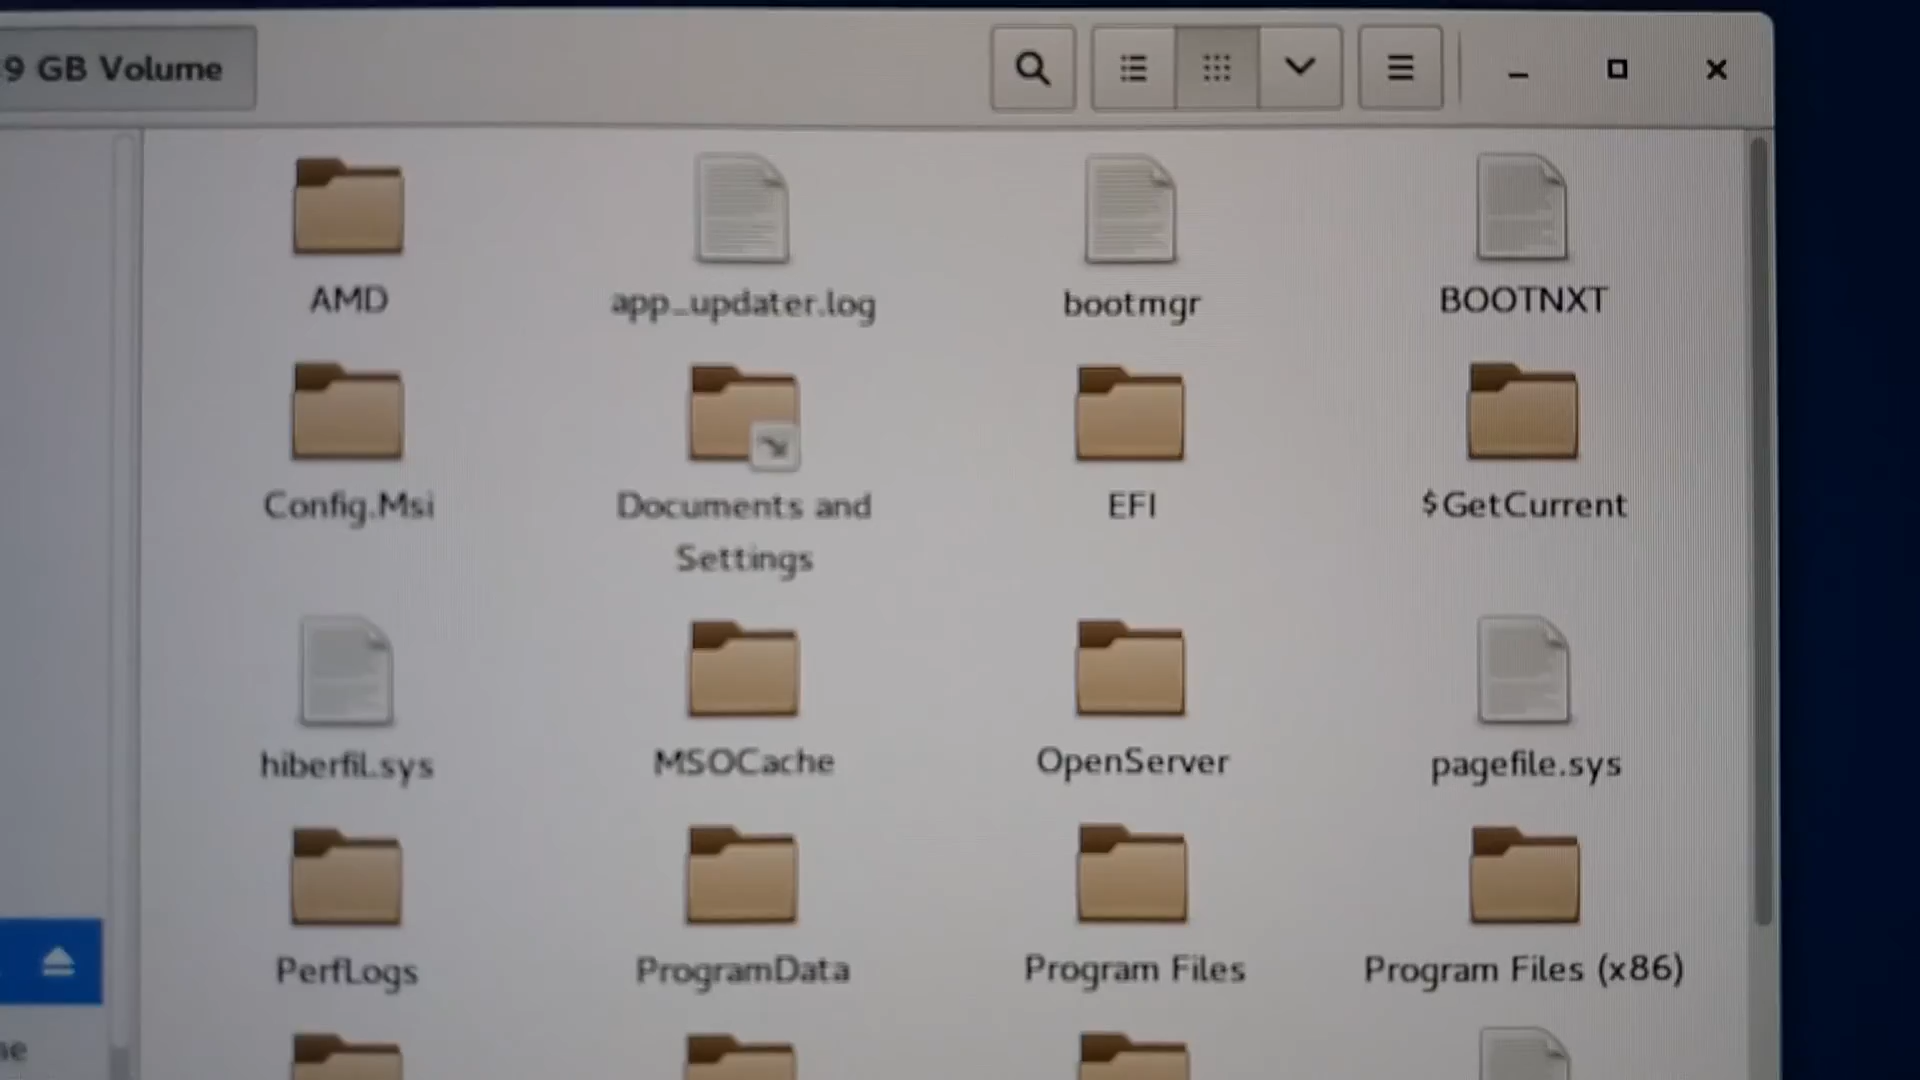 9 GB Volume
AMD
app_updater.log
bootmgr
BOOTNXT
Config.Msi
Documents and
Settings
EFI
$GetCurrent
hiberfil.sys
MSOCache
OpenServer
pagefile.sys
PerfLogs
ProgramData
Program Files
Program Files (x86)